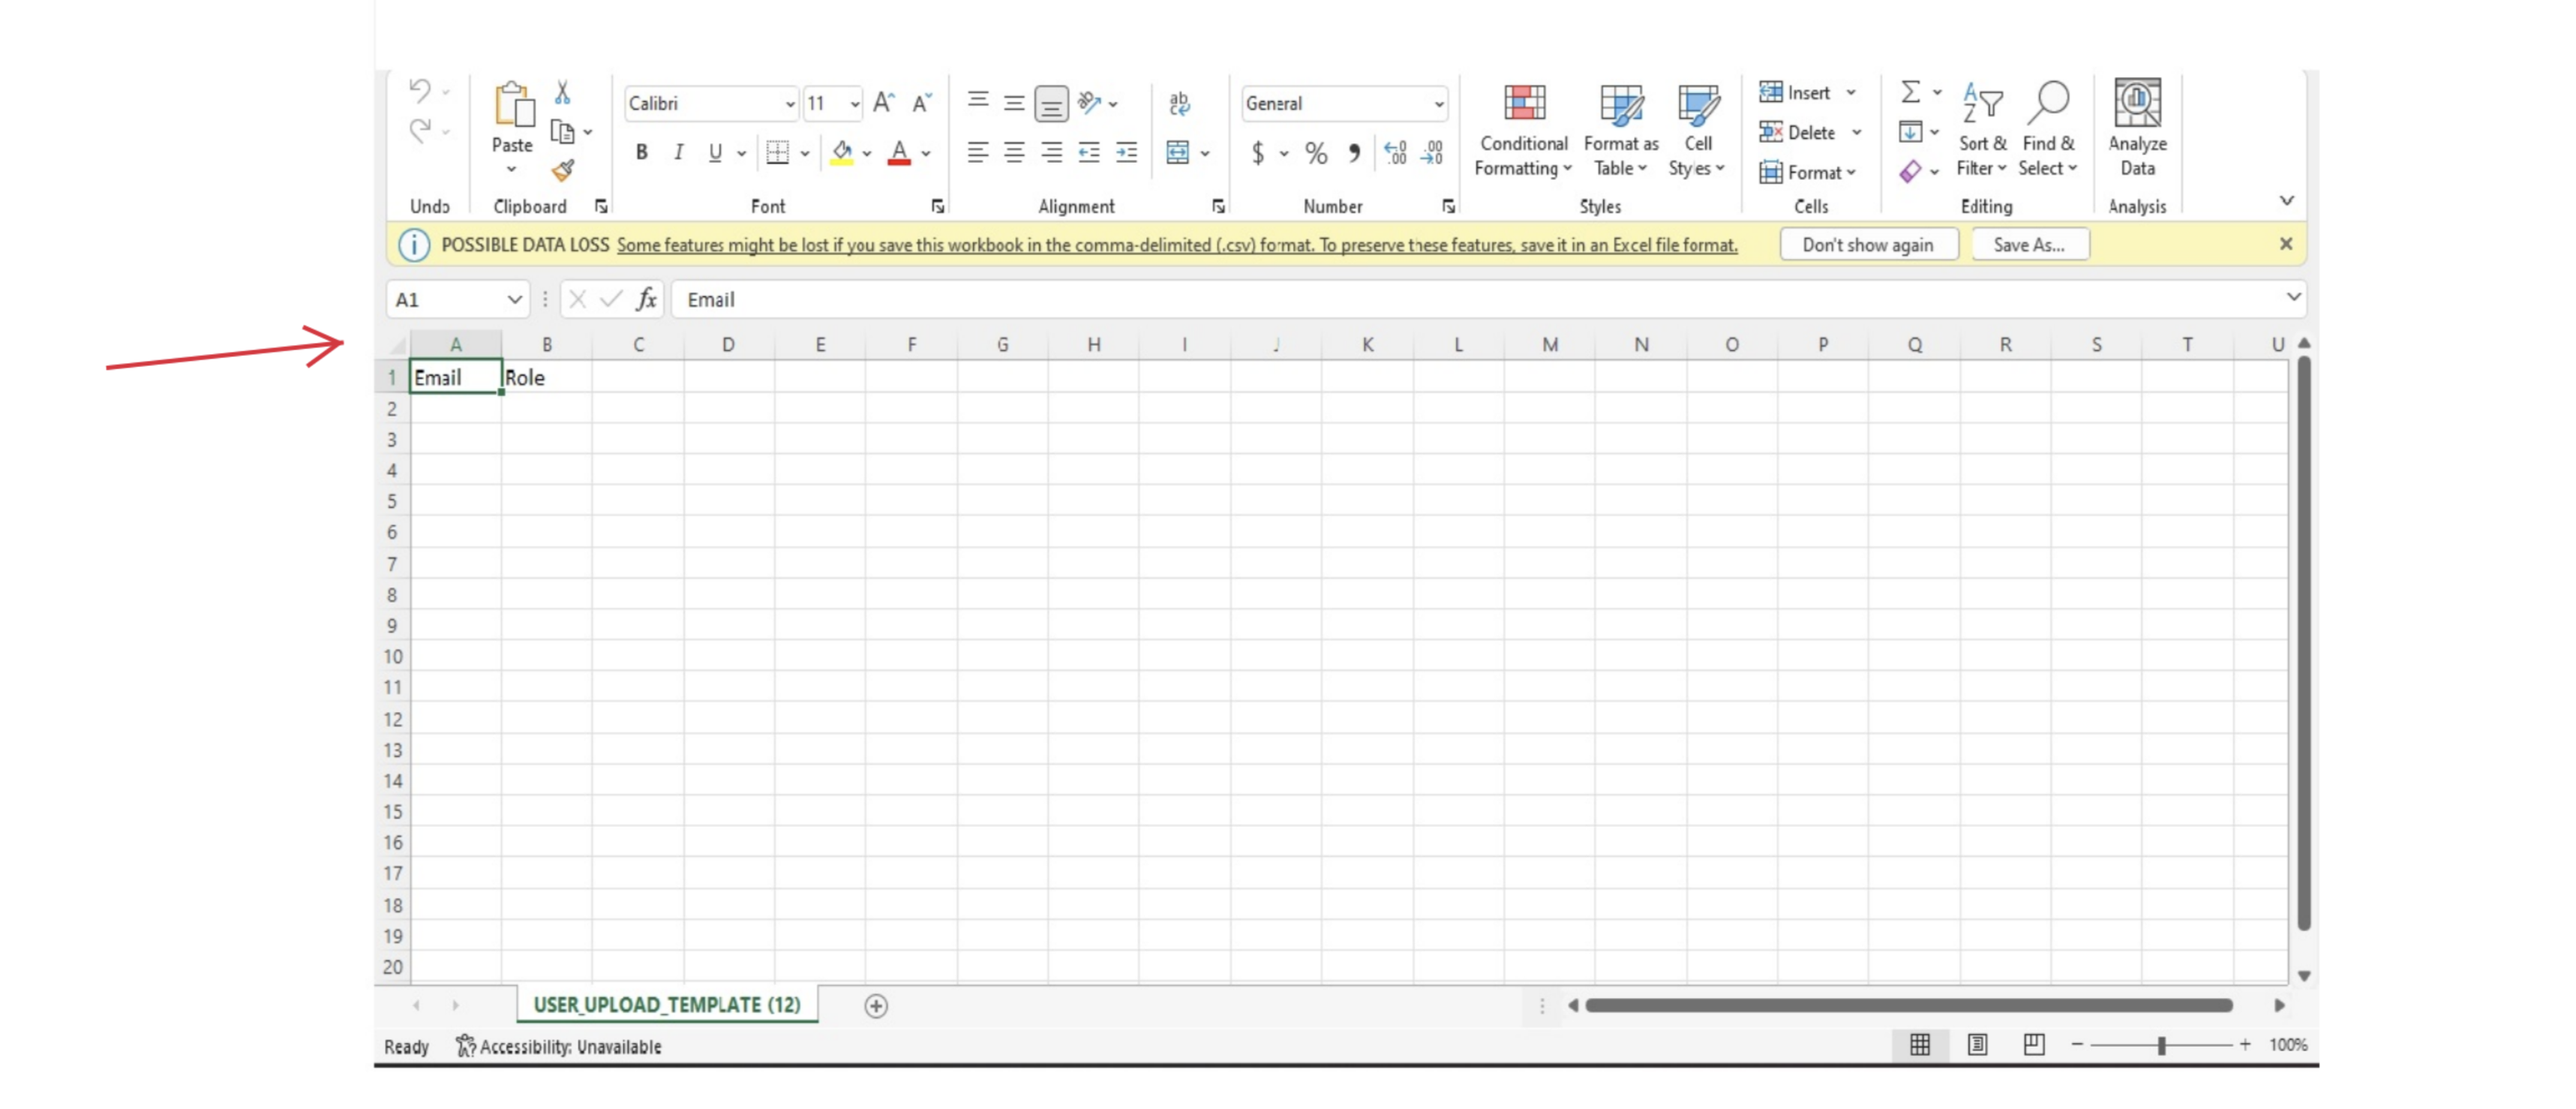 Calibri 11 A A ab General Insert Σ A Z
Paste B I U A $ % 9 .00 .00 Conditional Format as Cell Delete Sort & Find & Analyze
Formatting Table Styles Format Filter Select Data
Undo Clipboard Font Alignment Number Styles Cells Editing Analysis
POSSIBLE DATA LOSS Some features might be lost if you save this workbook in the comma-delimited (.csv) format. To preserve these features, save it in an Excel file format. Don't show again Save As...
A1 fx Email
A B C D E F G H I J K L M N O P Q R S T U
1 Email Role
2
3
4
5
6
7
8
9
10
11
12
13
14
15
16
17
18
19
20
USER_UPLOAD_TEMPLATE (12)
Ready Accessibility: Unavailable 100%